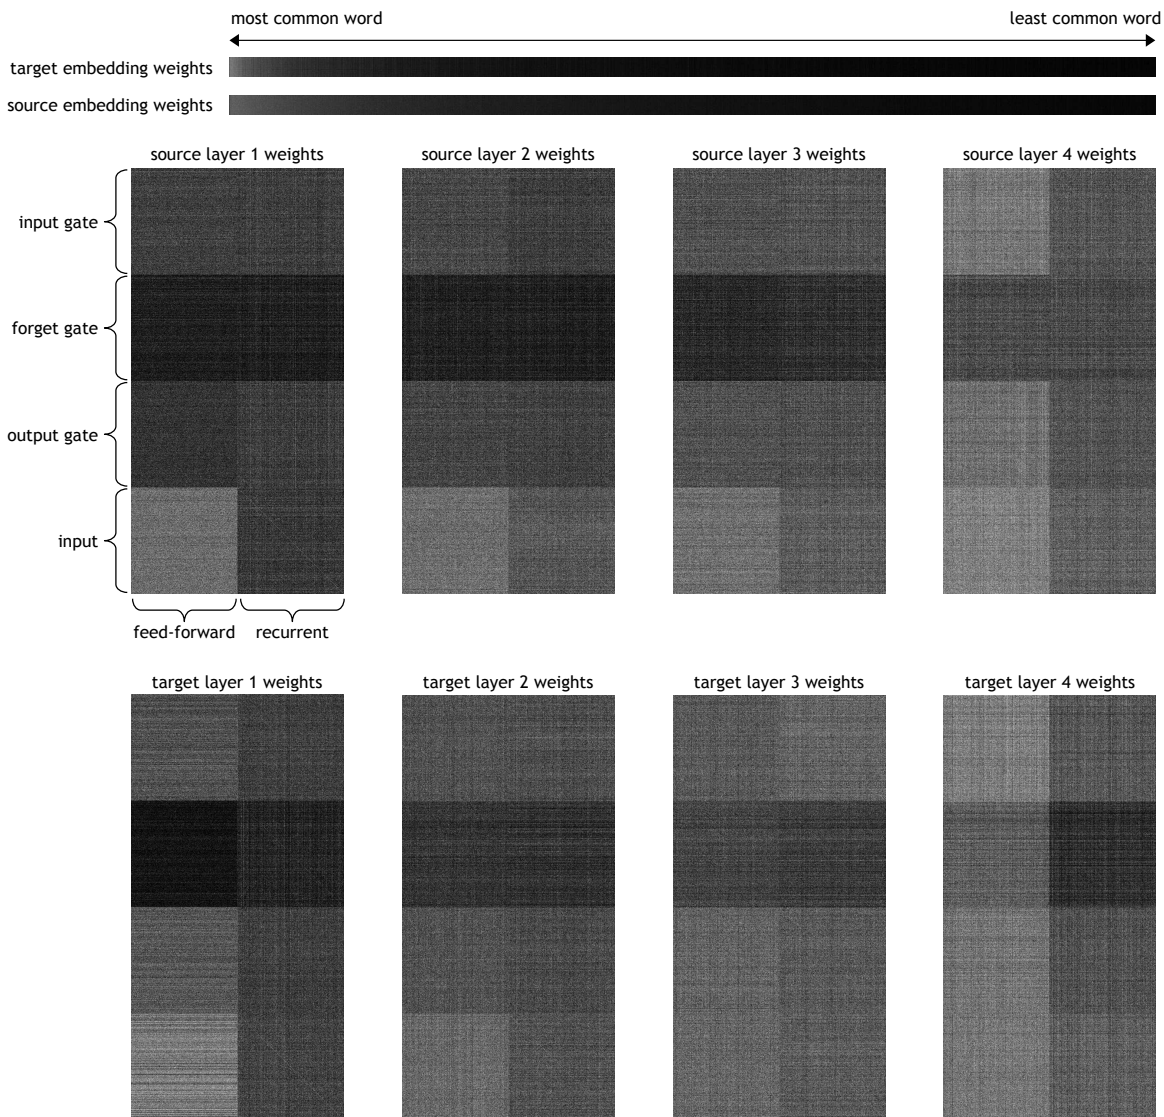 most common word
least common word
target embedding weights
source embedding weights
source layer 1 weights
source layer 2 weights
source layer 3 weights
source layer 4 weights
input gate
forget gate
output gate
input
feed-forward
recurrent
target layer 1 weights
target layer 2 weights
target layer 3 weights
target layer 4 weights